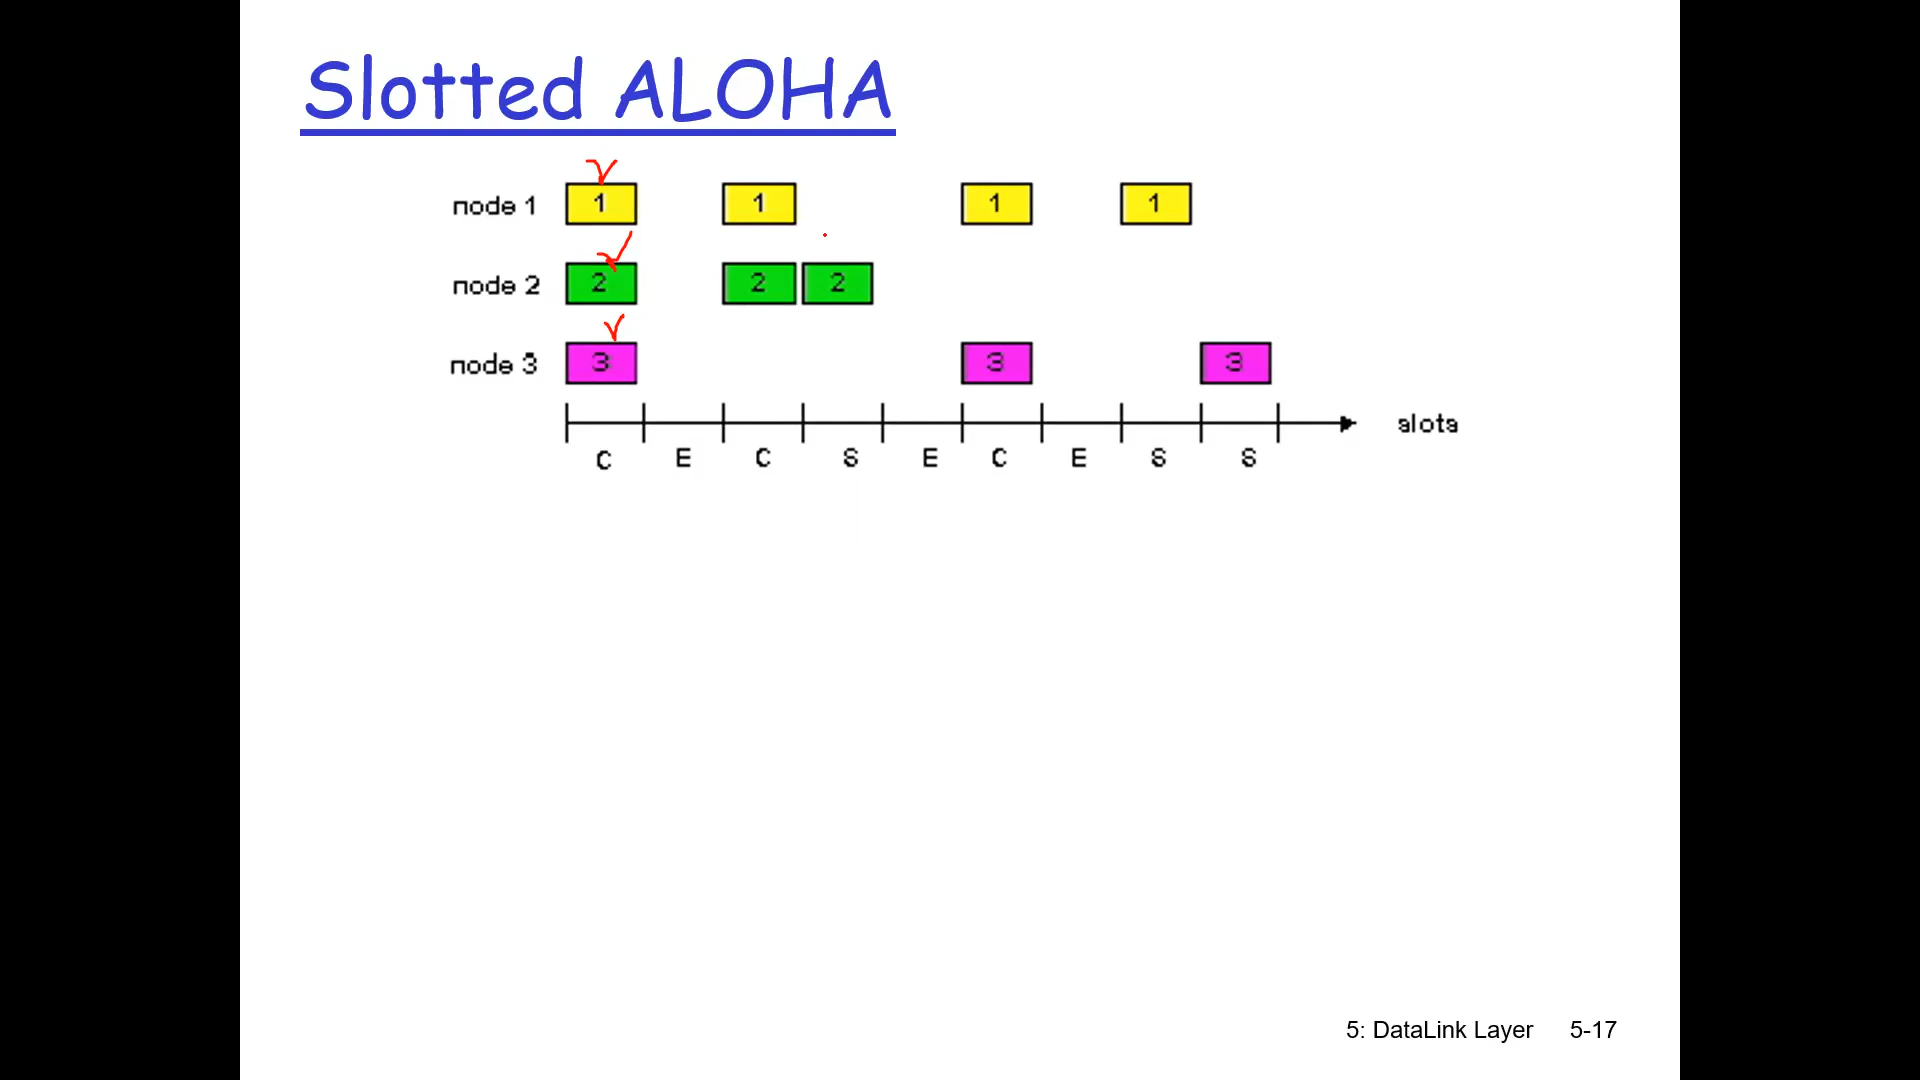 Slotted ALOHA
node 1 1 1 1 1
node 2 2 2 2
node 3 3 3 3
slots
C E C S E C E S S
5: DataLink Layer 5-17